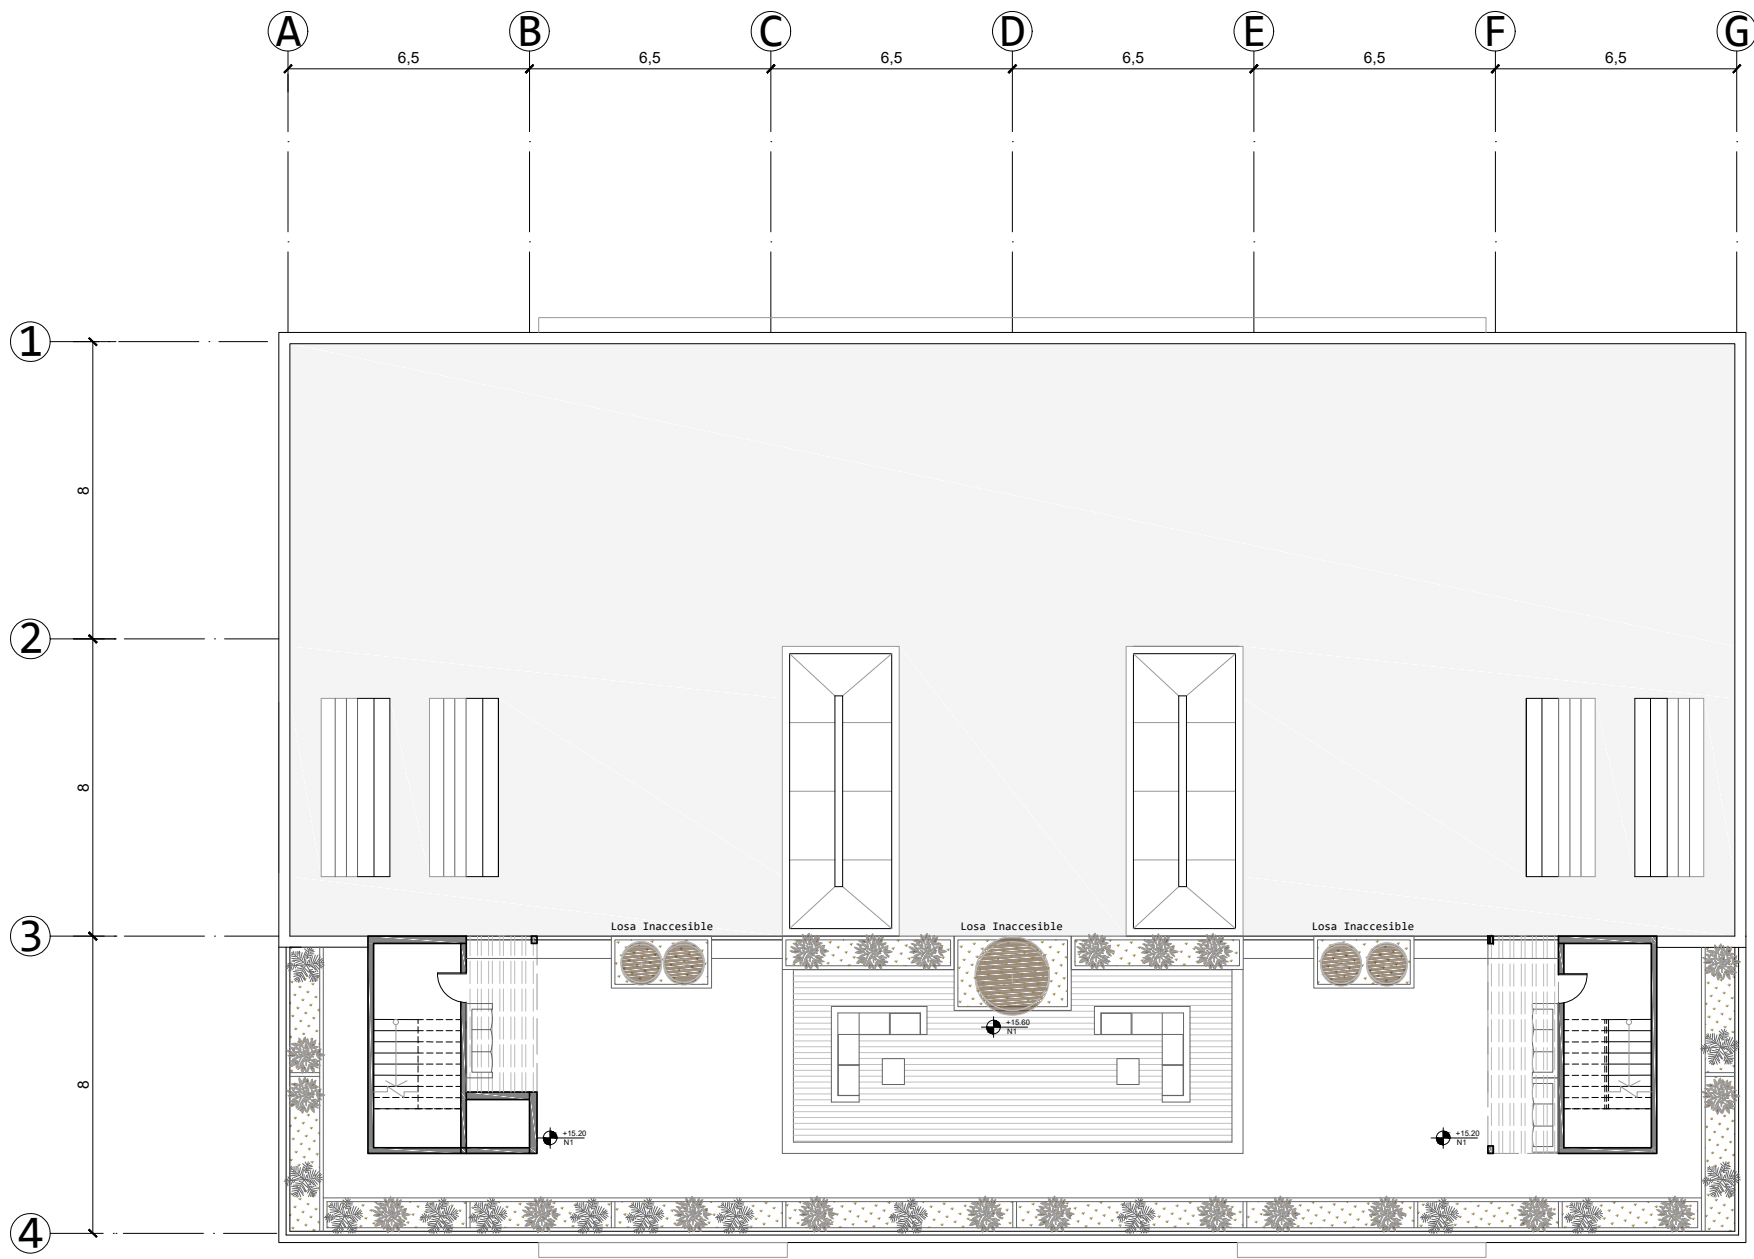 A B C D E F G
6,5 6,5 6,5 6,5 6,5 6,5
1
8
2
8
3
Losa Inaccesible Losa Inaccesible Losa Inaccesible
+15.60
N1
8
+15.20 +15.20
N1 N1
4